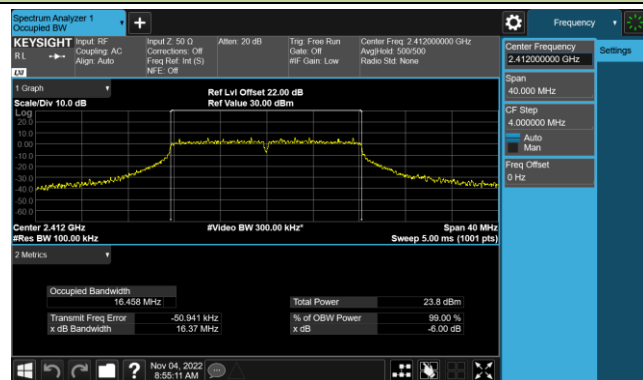 Spectrum Analyzer 1
Occupied BW
Frequency
KEYSIGHT
R L
LXI
Input: RF
Coupling: AC
Align: Auto
Input Z: 50 Ω
Corrections: Off
Freq Ref: Int (S)
NFE: Off
Atten: 20 dB
Trig: Free Run
Gate: Off
#IF Gain: Low
Center Freq: 2.412000000 GHz
Avg|Hold: 500/500
Radio Std: None
Center Frequency
2.412000000 GHz
Settings
Span
40.000 MHz
CF Step
4.000000 MHz
Auto
Man
Freq Offset
0 Hz
1 Graph
Scale/Div 10.0 dB
Ref Lvl Offset 22.00 dB
Ref Value 30.00 dBm
Log
20.0
10.0
0.00
-10.0
-20.0
-30.0
-40.0
-50.0
-60.0
Center 2.412 GHz
#Res BW 100.00 kHz
#Video BW 300.00 kHz*
Span 40 MHz
Sweep 5.00 ms (1001 pts)
2 Metrics
Occupied Bandwidth
16.458 MHz
Total Power 23.8 dBm
Transmit Freq Error -50.941 kHz
% of OBW Power 99.00 %
x dB Bandwidth 16.37 MHz
x dB -6.00 dB
?
Nov 04, 2022
8:55:11 AM